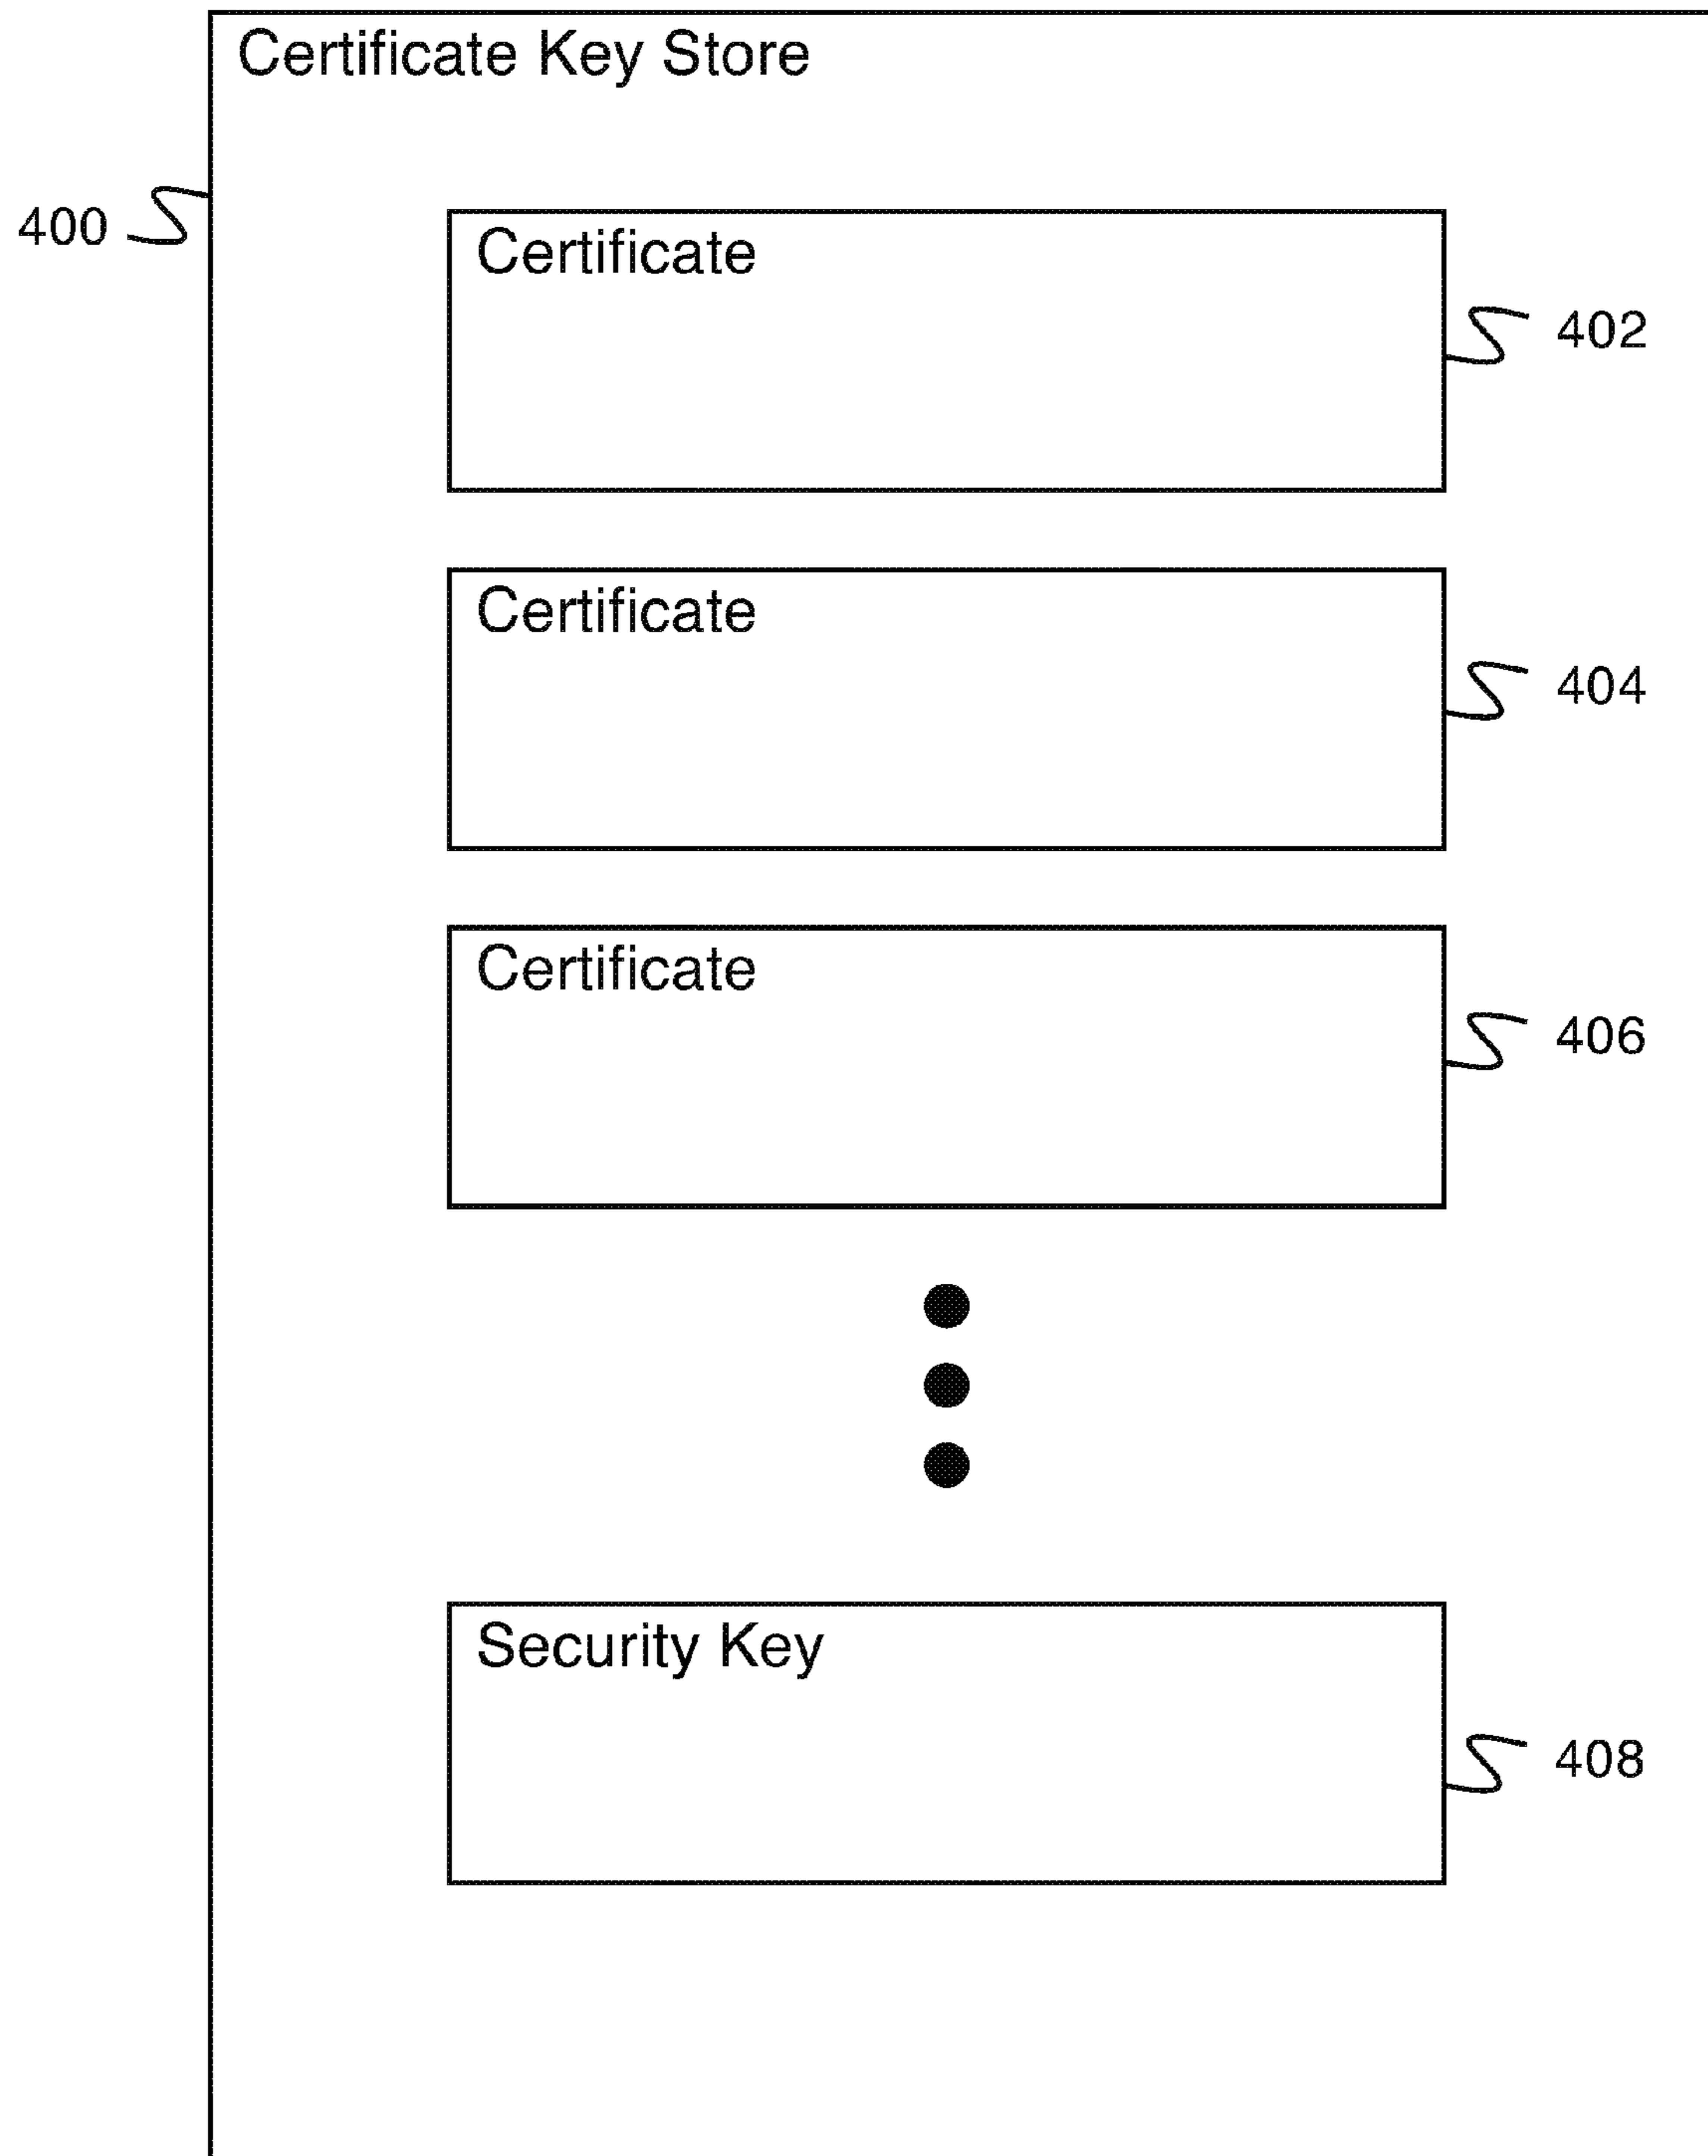 Certificate Key Store
400
Certificate
402
Certificate
404
Certificate
406
Security Key
408